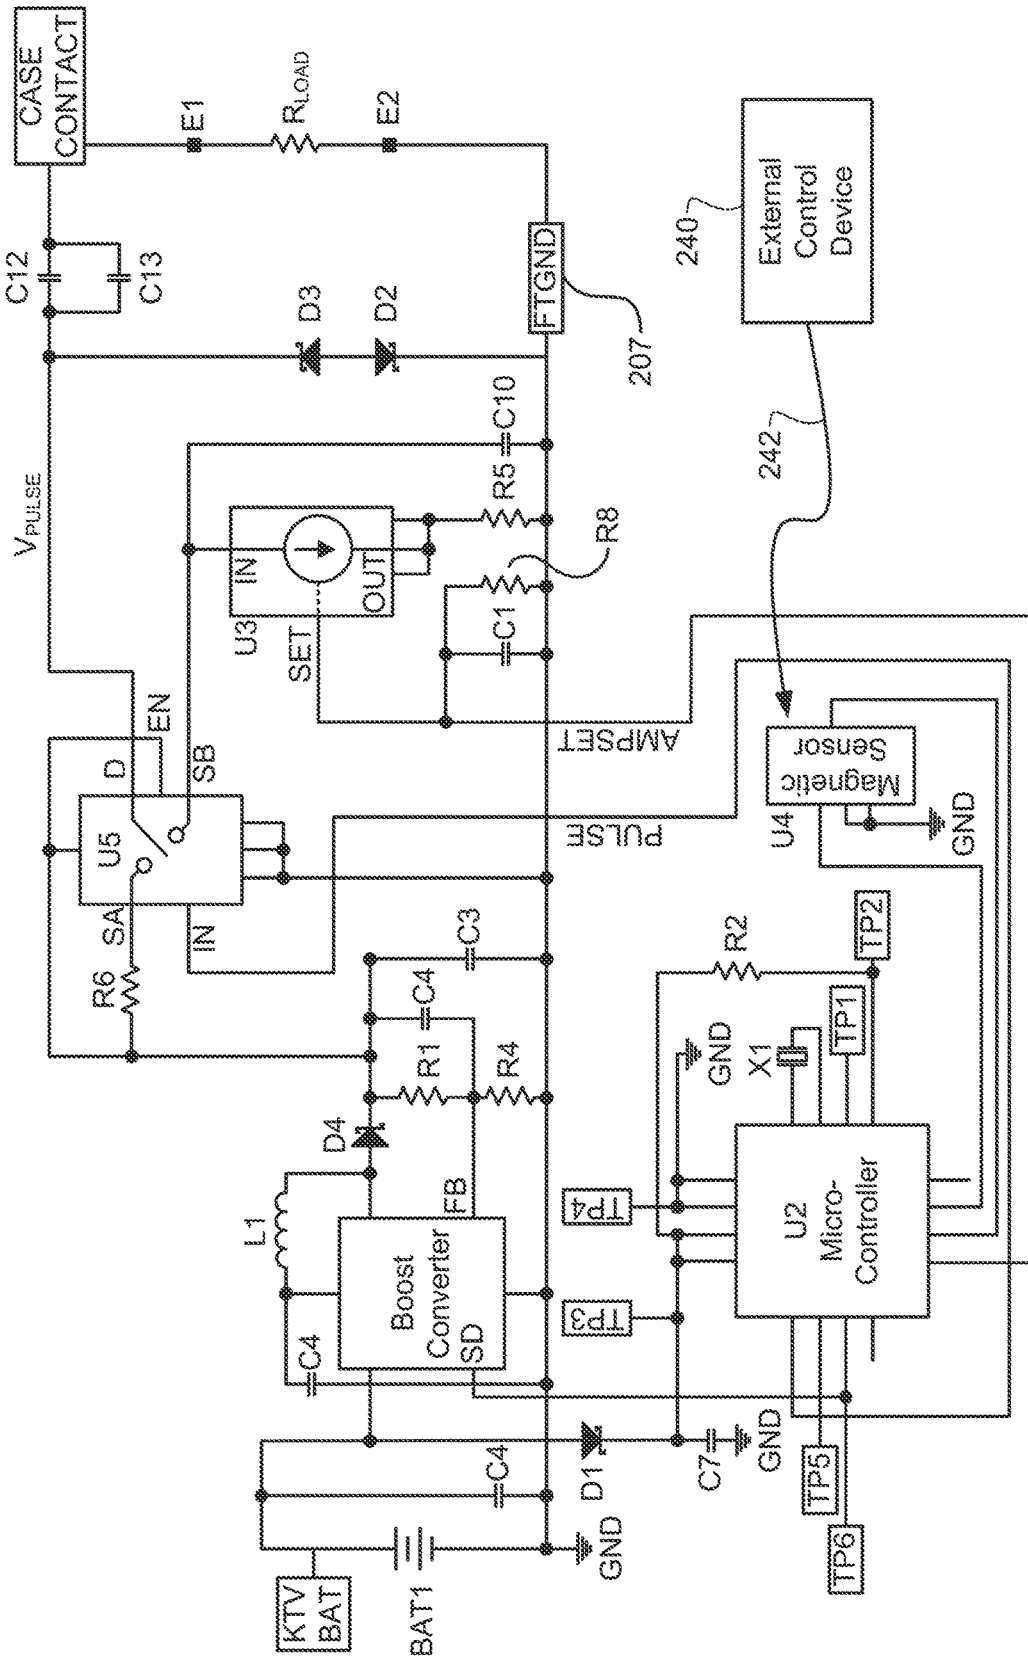 CASE
CONTACT
E1
R_LOAD
E2
C12
C13
D3
D2
FTGND
207
240
External
Control
Device
242
V_PULSE
C10
R5
R8
U3
IN
OUT
SET
C1
AMPSET
EN
D
SB
U5
SA
IN
R6
PULSE
U4
Magnetic
Sensor
GND
C3
C4
R1
R4
D4
L1
FB
Boost
Converter
SD
C4
R2
TP2
TP1
X1
GND
TP4
TP3
U2
Micro-
Controller
C4
D1
C7
GND
TP5
TP6
KTV
BAT
BAT1
GND